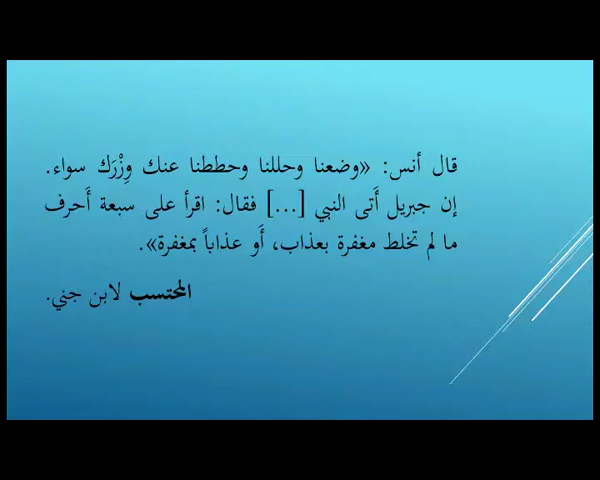 قال أنس: «وضعنا وحللنا وحططنا عنك وِزْرَك سواء.
إن جبريل أَتى النبي [...] فقال: اقرأ على سبعة أَحرف
ما لم تخلط مغفرة بعذاب، أَو عذاباً بمغفرة».
المحتسب لابن جني.